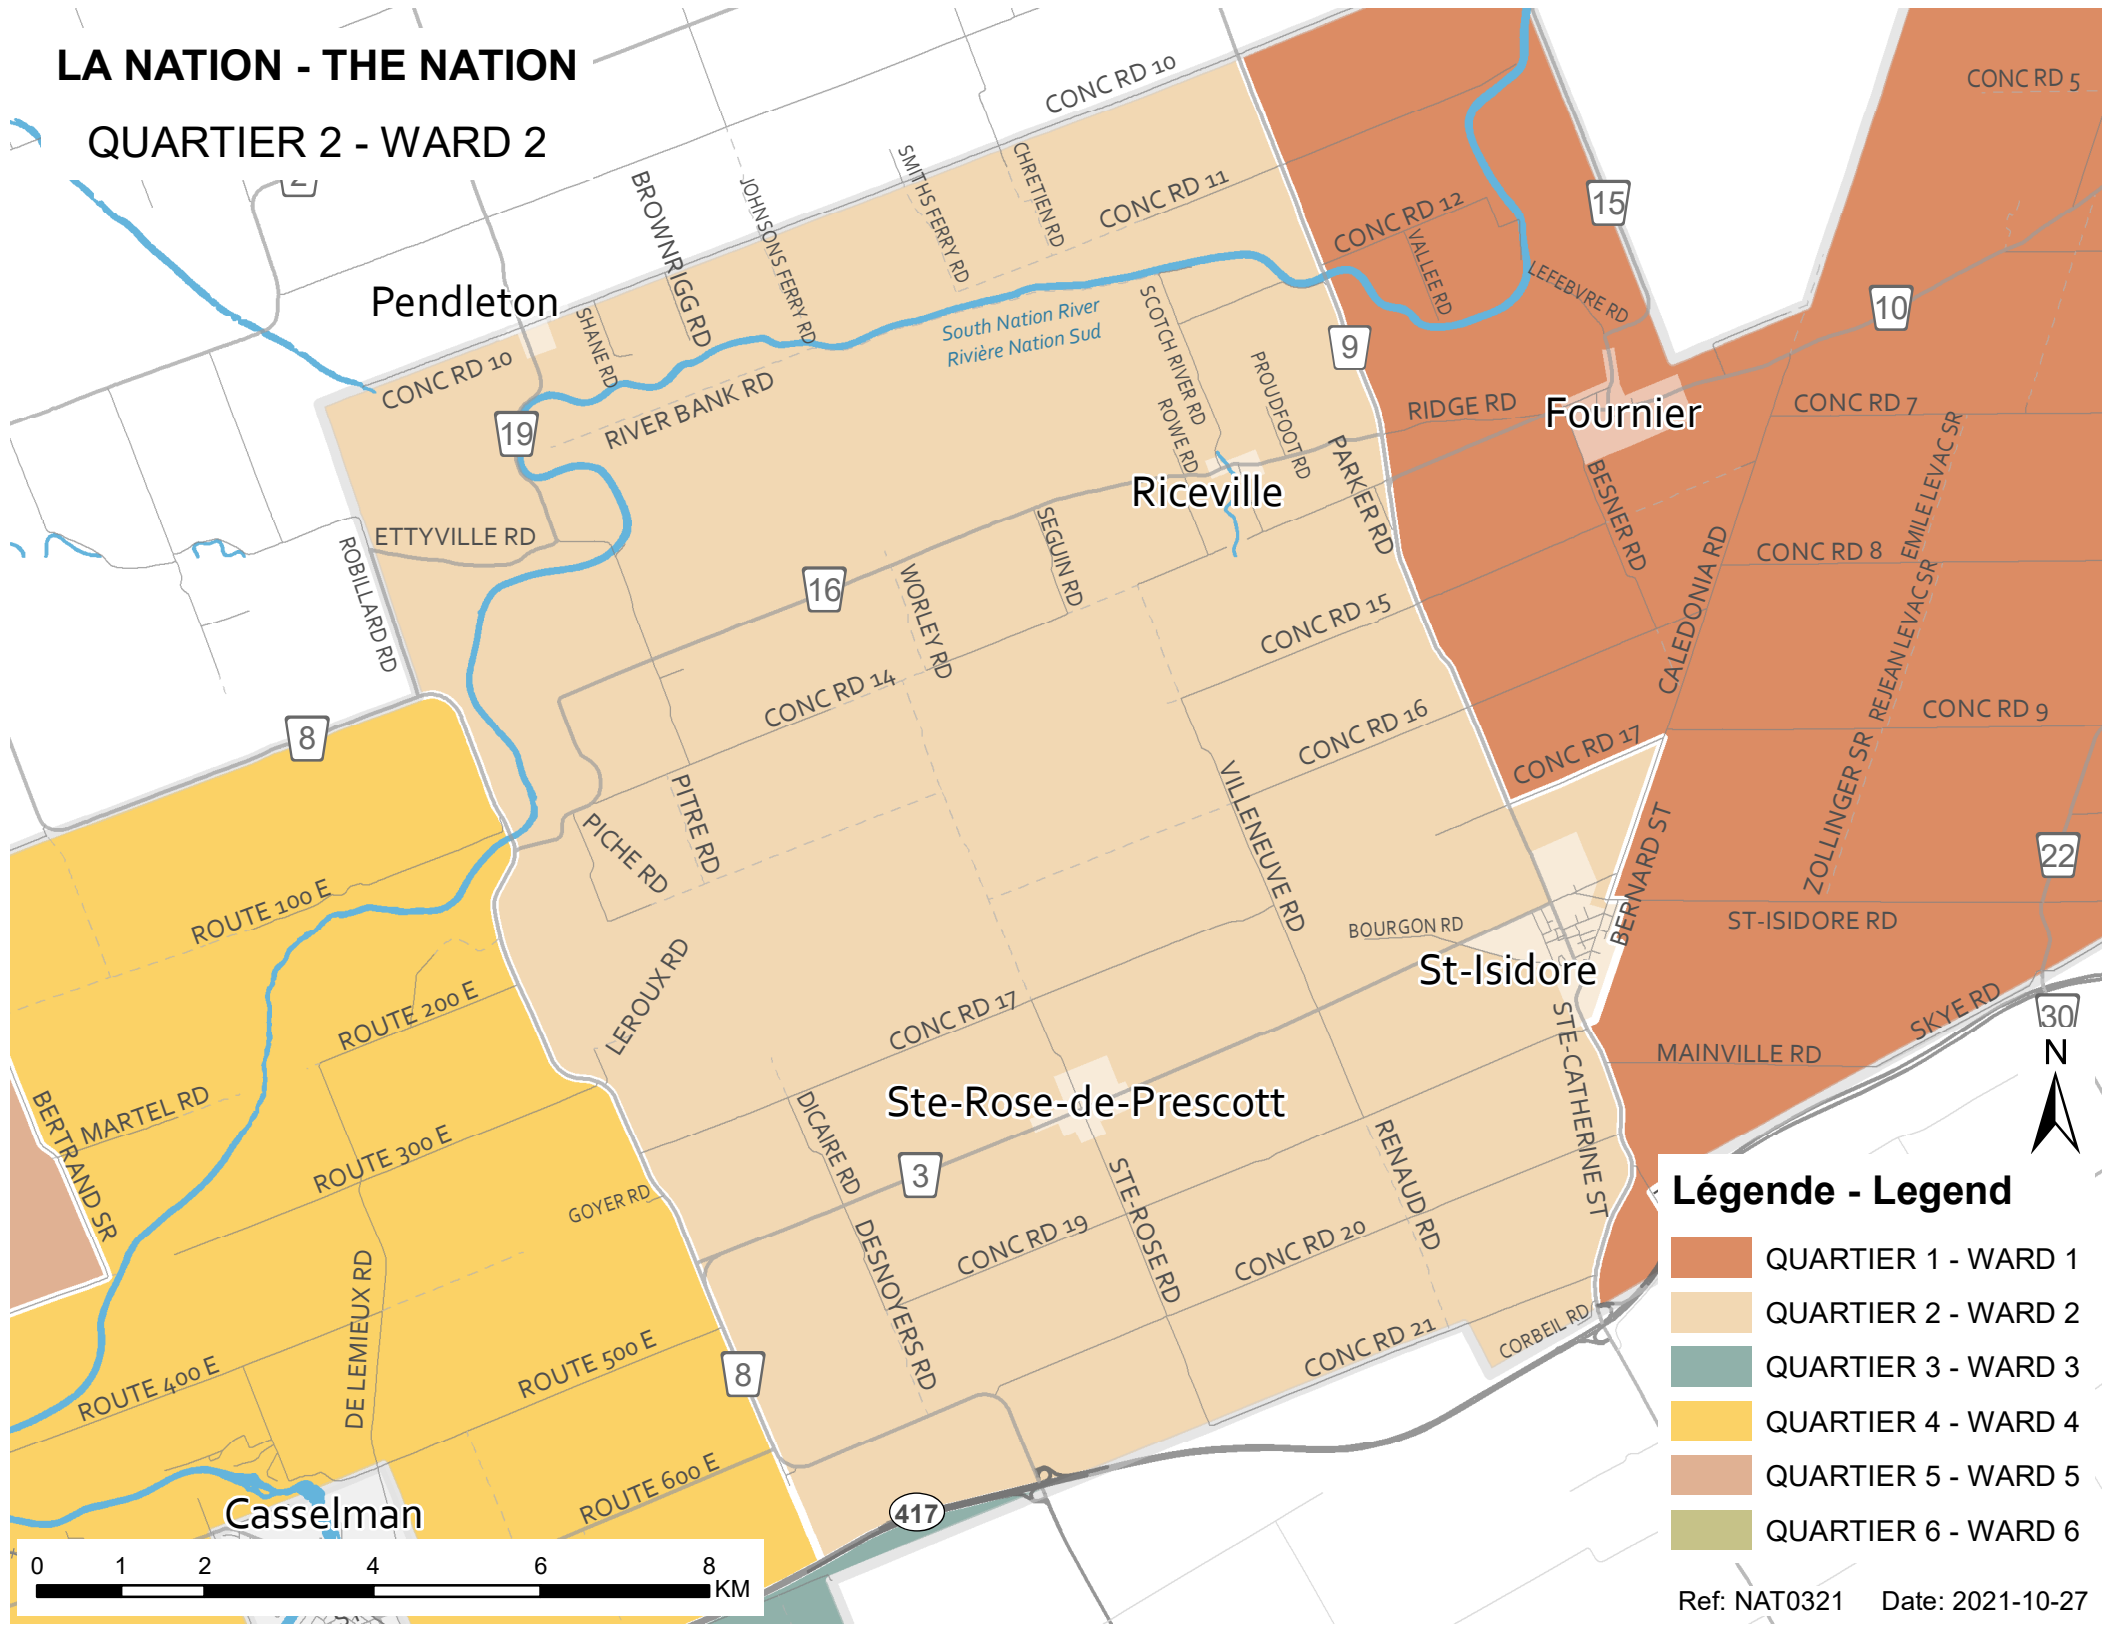 LA NATION - THE NATION
QUARTIER 2 - WARD 2
CONC RD 10
CONC RD 5
15
SMITHS FERRY RD
CHRETIEN RD
CONC RD 11
CONC RD 12
VALLEE RD
BROWNRIGG RD
JOHNSONS FERRY RD
LEFEBVRE RD
10
Pendleton
SHANE RD
South Nation River
Rivière Nation Sud
SCOTCH RIVER RD
9
CONC RD 10
RIVER BANK RD
19
ROWE RD
PROUDFOOT RD
RIDGE RD
Fournier
CONC RD 7
EMILE LEVAC SR
Riceville
PARKER RD
BESNER RD
ETTYVILLE RD
ROBILLARD RD
SEGUIN RD
16
WORLEY RD
CONC RD 8
CALEDONIA RD
REJEAN LEVAC SR
CONC RD 15
CONC RD 14
CONC RD 16
CONC RD 9
8
CONC RD 17
ZOLLINGER SR
PITRE RD
PICHE RD
VILLENEUVE RD
BERNARD ST
22
ROUTE 100 E
BOURGON RD
ST-ISIDORE RD
St-Isidore
LEROUX RD
ROUTE 200 E
CONC RD 17
STE-CATHERINE ST
SKYE RD
30
MAINVILLE RD
N
BERTRAND SR
MARTEL RD
Ste-Rose-de-Prescott
DICAIRE RD
ROUTE 300 E
3
RENAUD RD
STE-ROSE RD
GOYER RD
DESNOYERS RD
CONC RD 19
CONC RD 20
DE LEMIEUX RD
ROUTE 400 E
ROUTE 500 E
8
CONC RD 21
CORBEIL RD
ROUTE 600 E
417
Casselman
0 1 2 4 6 8
KM
Légende - Legend
QUARTIER 1 - WARD 1
QUARTIER 2 - WARD 2
QUARTIER 3 - WARD 3
QUARTIER 4 - WARD 4
QUARTIER 5 - WARD 5
QUARTIER 6 - WARD 6
Ref: NAT0321 Date: 2021-10-27